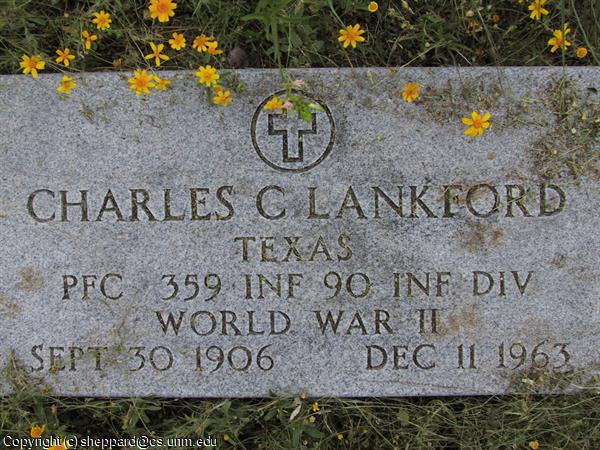 CHARLES C LANKFORD
TEXAS
PFC 359 INF 90 INF DIV
WORLD WAR II
SEPT 30 1906 DEC 11 1963
Copyright (c) sheppard@cs.unm.edu